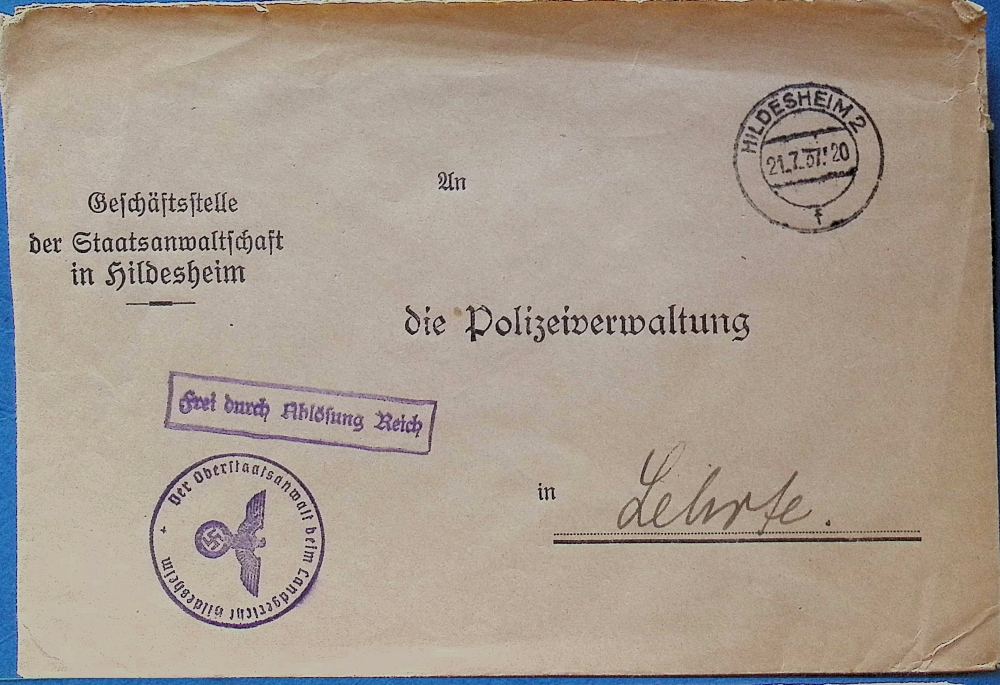 HILDESHEIM 2
21.7.37.20
f
An
Geschäftsstelle
der Staatsanwaltschaft
in Hildesheim
die Polizeiverwaltung
Frei durch Ablösung Reich
Der Oberstaatsanwalt beim Landgericht Hildesheim
in Lehrte.